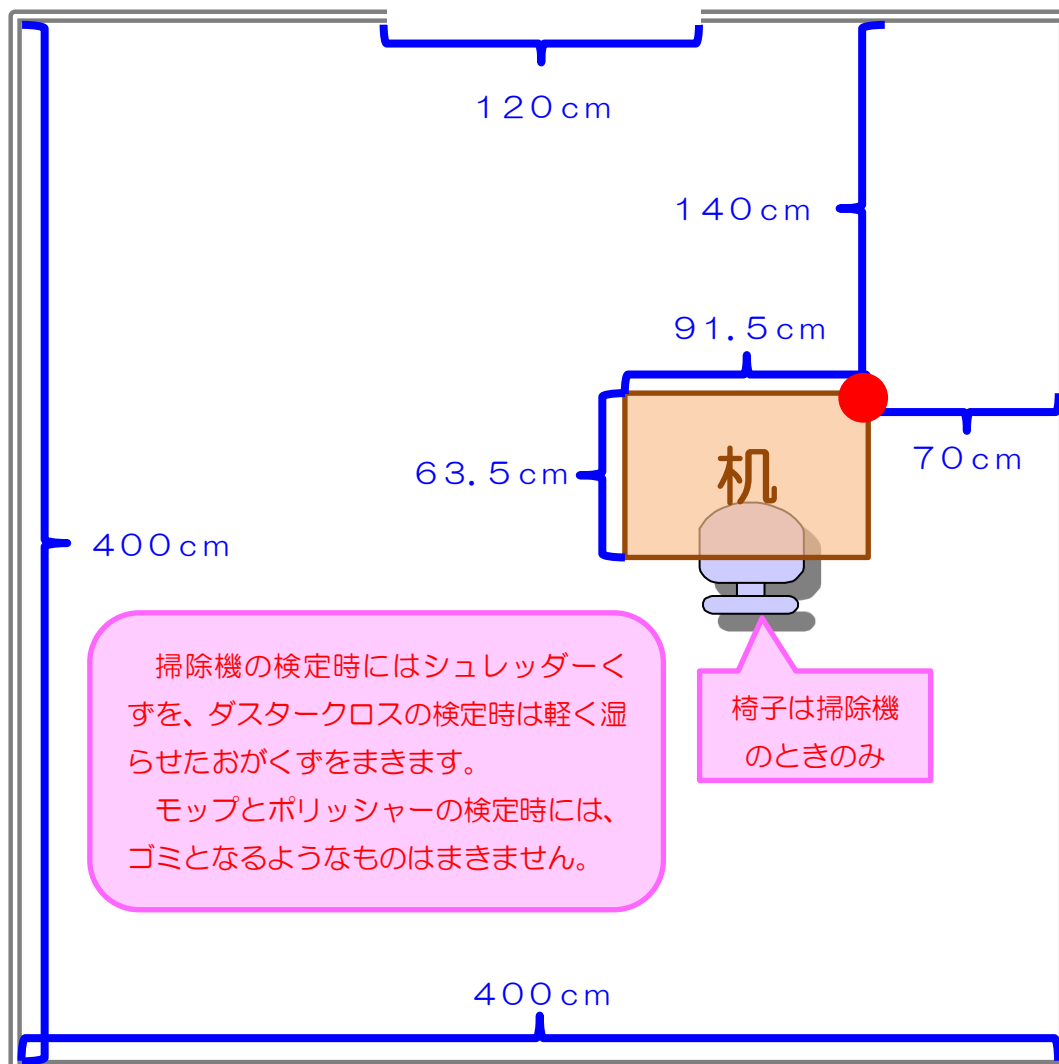 120cm
140cm
91.5cm
63.5cm
机
70cm
400cm
掃除機の検定時にはシュレッダーく
ずを、ダスタークロスの検定時は軽く湿
らせたおがくずをまきます。
モップとポリッシャーの検定時には、
ゴミとなるようなものはまきません。
椅子は掃除機
のときのみ
400cm